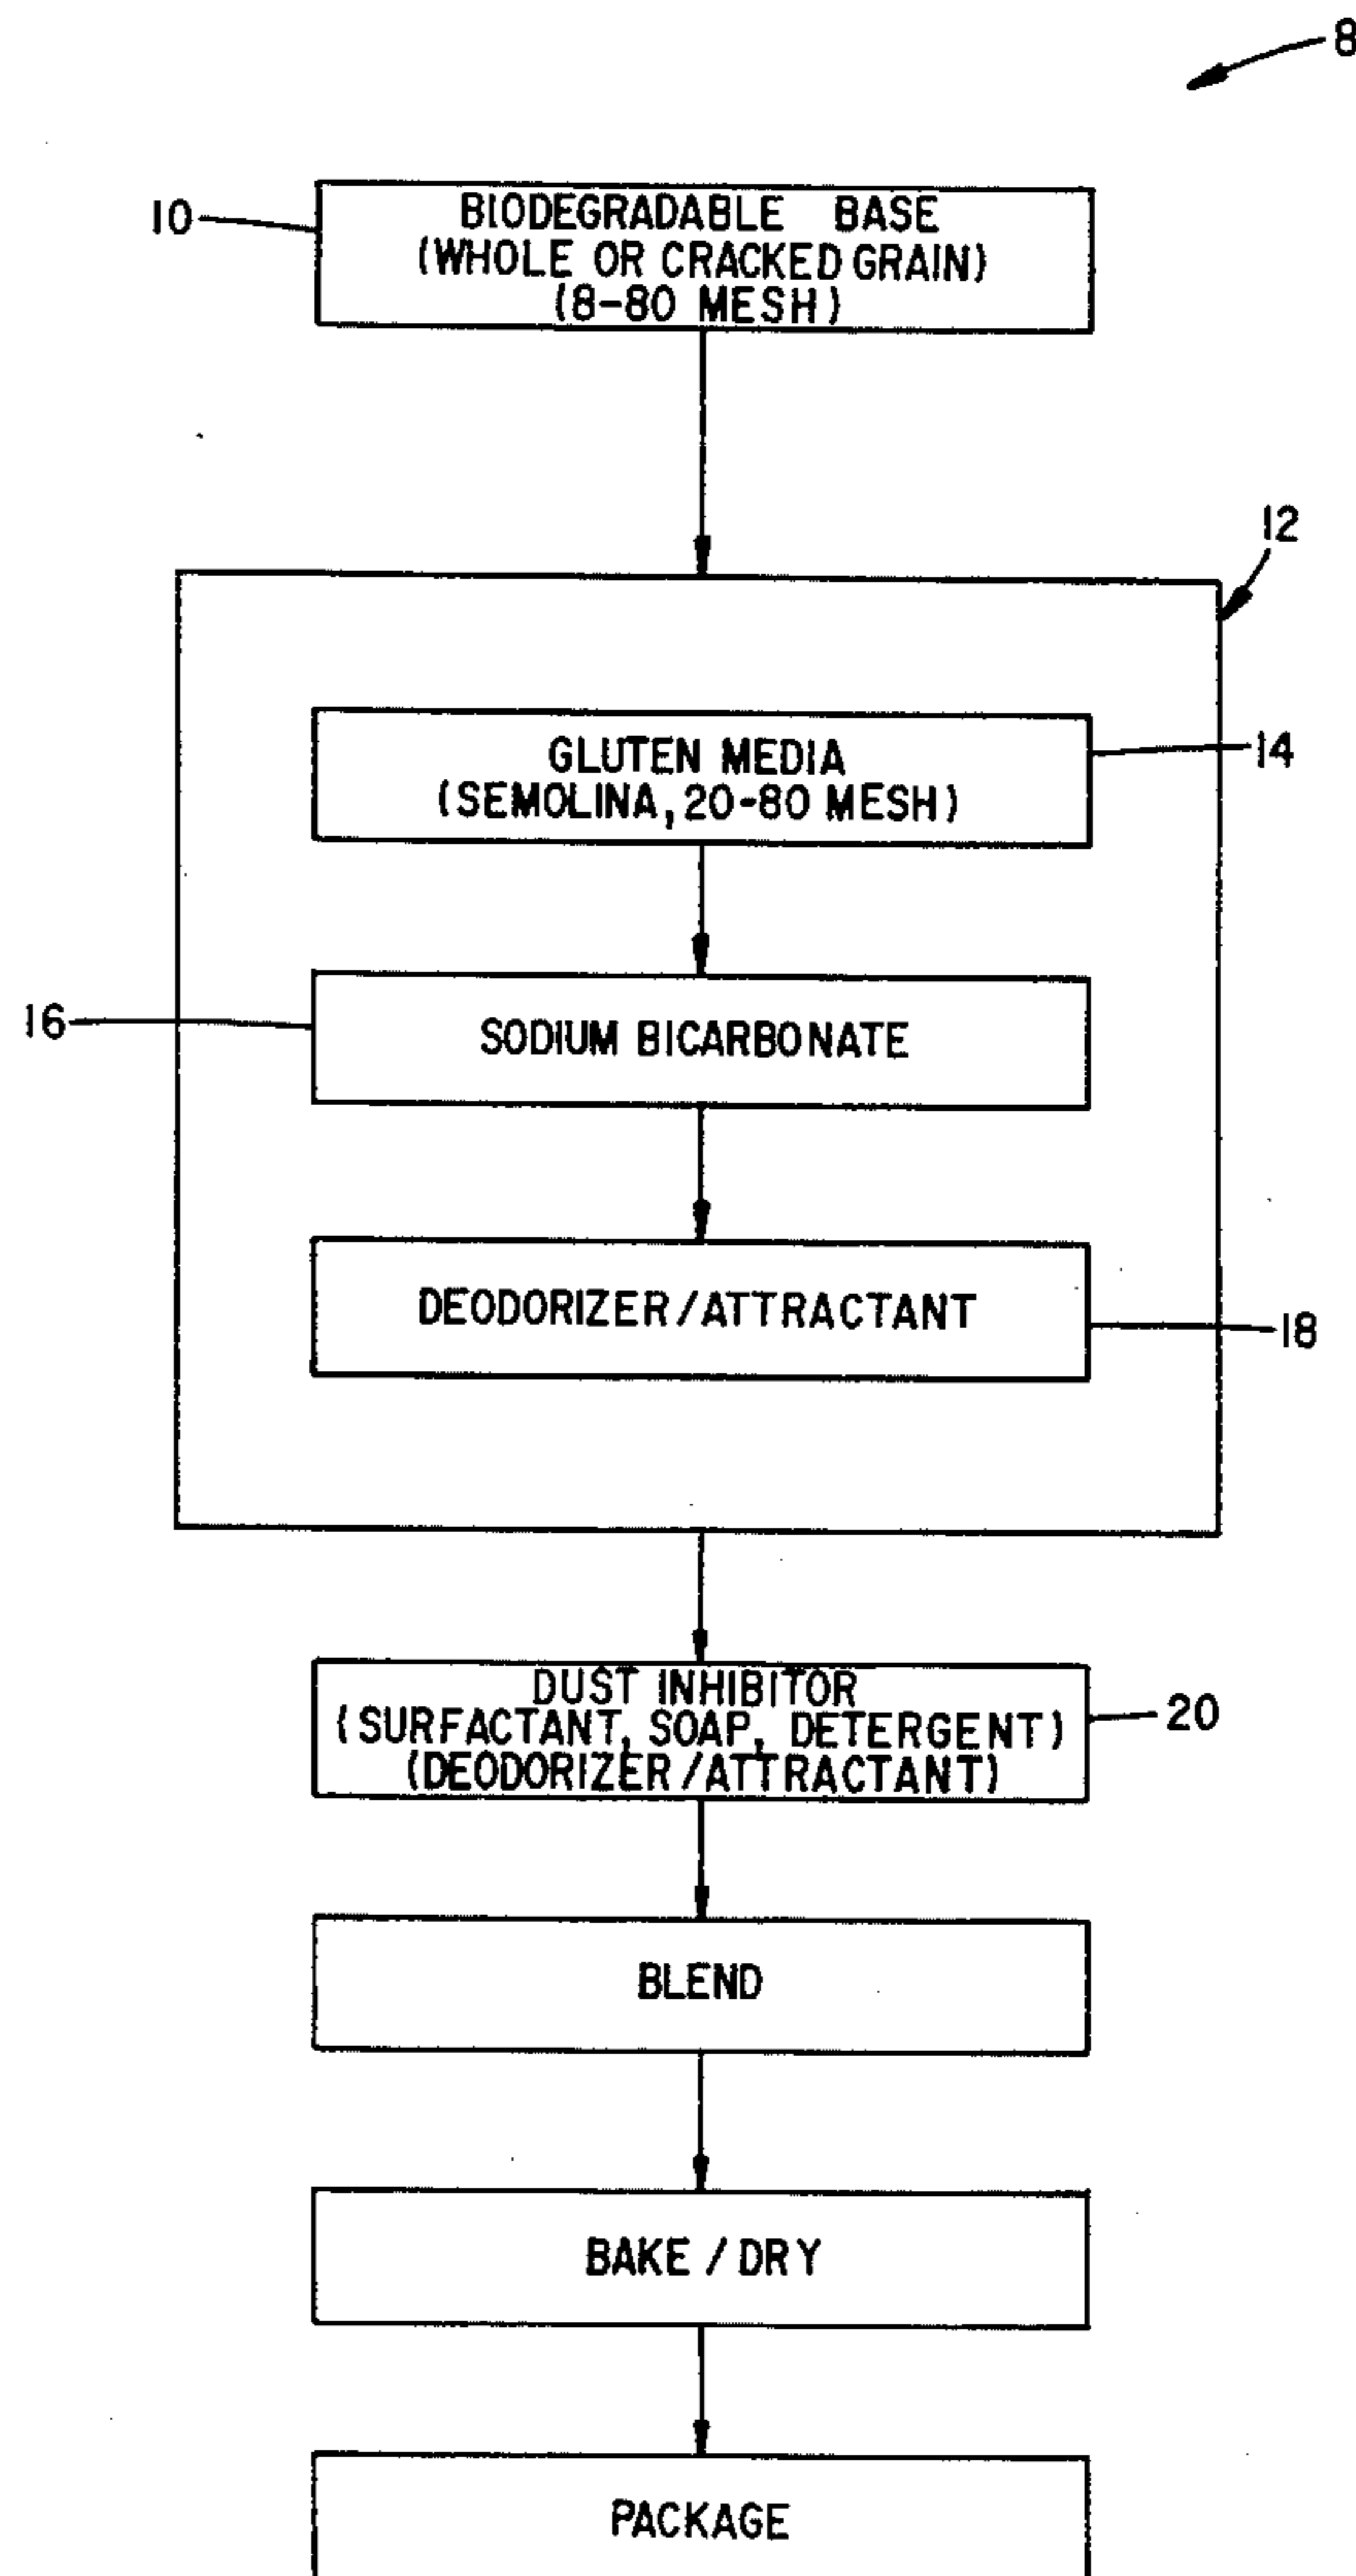 8
10
BIODEGRADABLE BASE
(WHOLE OR CRACKED GRAIN)
(8-80 MESH)
12
GLUTEN MEDIA
(SEMOLINA, 20-80 MESH)
14
16
SODIUM BICARBONATE
DEODORIZER/ATTRACTANT
18
DUST INHIBITOR
(SURFACTANT, SOAP, DETERGENT)
(DEODORIZER/ATTRACTANT)
20
BLEND
BAKE / DRY
PACKAGE